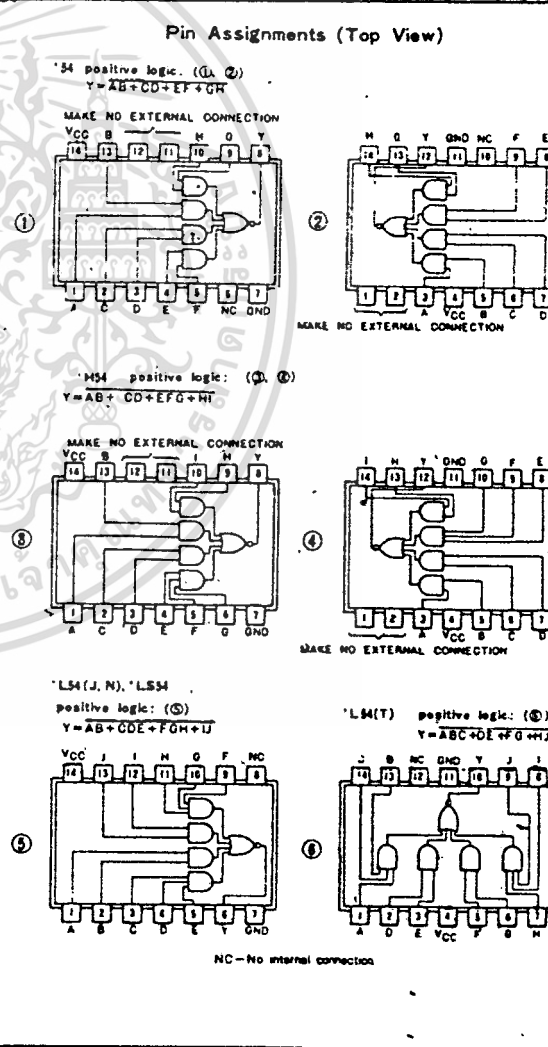 Pin Assignments (Top View)
'54 positive logic. (①, ②)
Y=AB+CD+EF+GH
MAKE NO EXTERNAL CONNECTION
VCC B H G Y
14 13 12 11 10 9 8
①
1 2 3 4 5 6 7
A C D E F NC GND
H G Y GND NC F E
14 13 12 11 10 9 8
②
1 2 3 4 5 6 7
A VCC B C D
MAKE NO EXTERNAL CONNECTION
'H54 positive logic: (③, ④)
Y=AB+ CD+EFG+HI
MAKE NO EXTERNAL CONNECTION
VCC B I H Y
14 13 12 11 10 9 8
③
1 2 3 4 5 6 7
A C D E F G GND
I H Y GND G F E
14 13 12 11 10 9 8
④
1 2 3 4 5 6 7
A VCC B C D
MAKE NO EXTERNAL CONNECTION
'L54(J, N), 'LS54
positive logic: (⑤)
Y=AB+CDE+FGH+IJ
VCC J I H G F NC
14 13 12 11 10 9 8
⑤
1 2 3 4 5 6 7
A B C D E Y GND
'L54(T) positive logic: (⑥)
Y=ABC+DE+FG+HIJ
B NC GND Y J I
14 13 12 11 10 9 8
⑥
1 2 3 4 5 6 7
A D E VCC F G H
NC—No internal connection